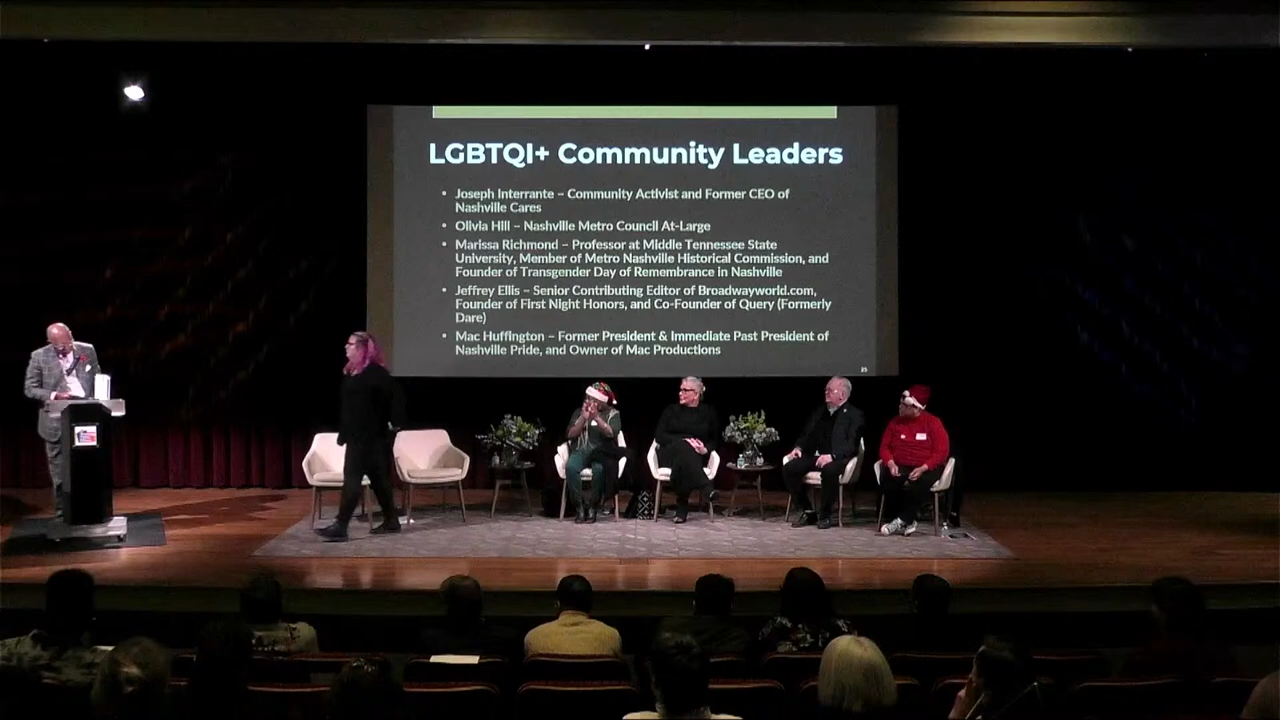 LGBTQI+ Community Leaders
• Joseph Interrante – Community Activist and Former CEO of
Nashville Cares
• Olivia Hill – Nashville Metro Council At-Large
• Marissa Richmond – Professor at Middle Tennessee State
University, Member of Metro Nashville Historical Commission, and
Founder of Transgender Day of Remembrance in Nashville
• Jeffrey Ellis – Senior Contributing Editor of Broadwayworld.com,
Founder of First Night Honors, and Co-Founder of Query (Formerly
Dare)
• Mac Huffington – Former President & Immediate Past President of
Nashville Pride, and Owner of Mac Productions